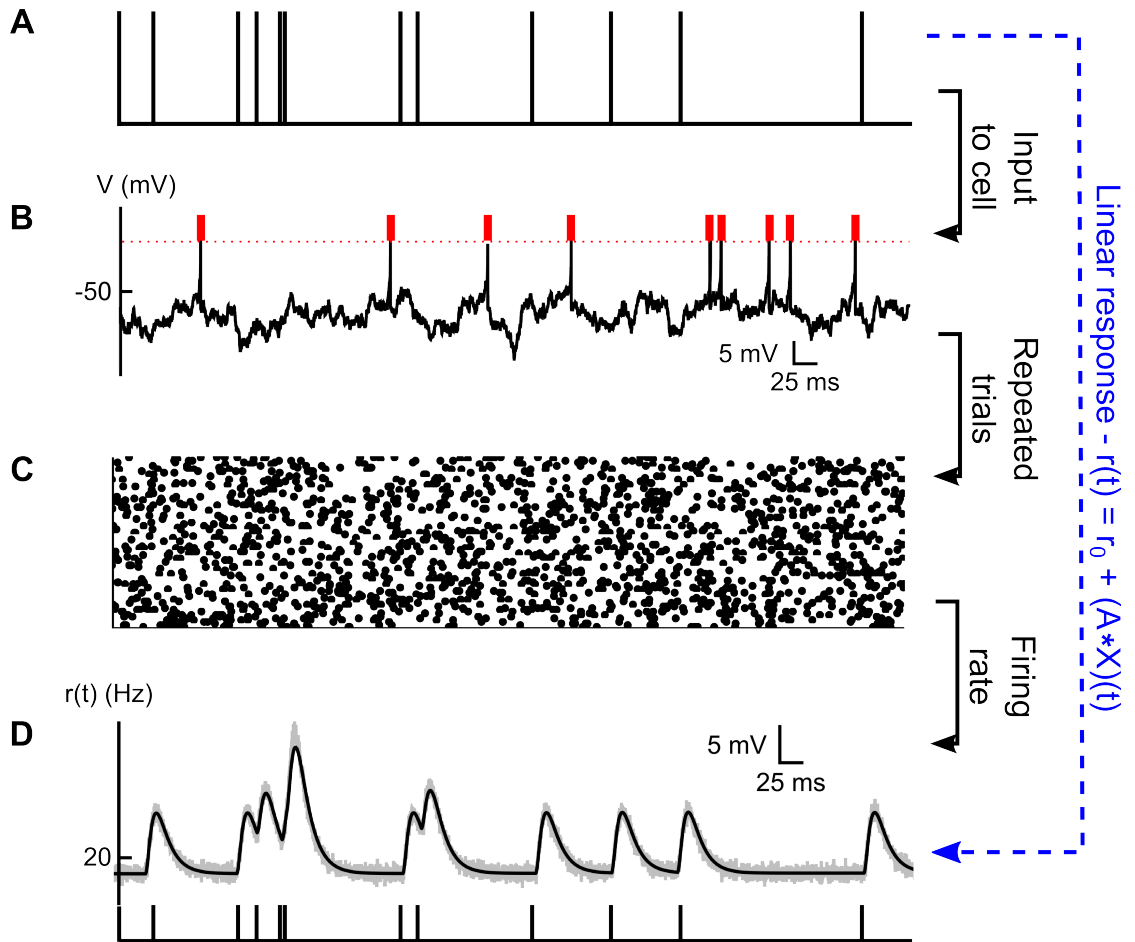 A
Input
to cell
V (mV)
B
-50
5 mV
25 ms
Repeated
trials
C
Linear response - r(t) = r₀ + (A*X)(t)
Firing
rate
r(t) (Hz)
D
5 mV
25 ms
20